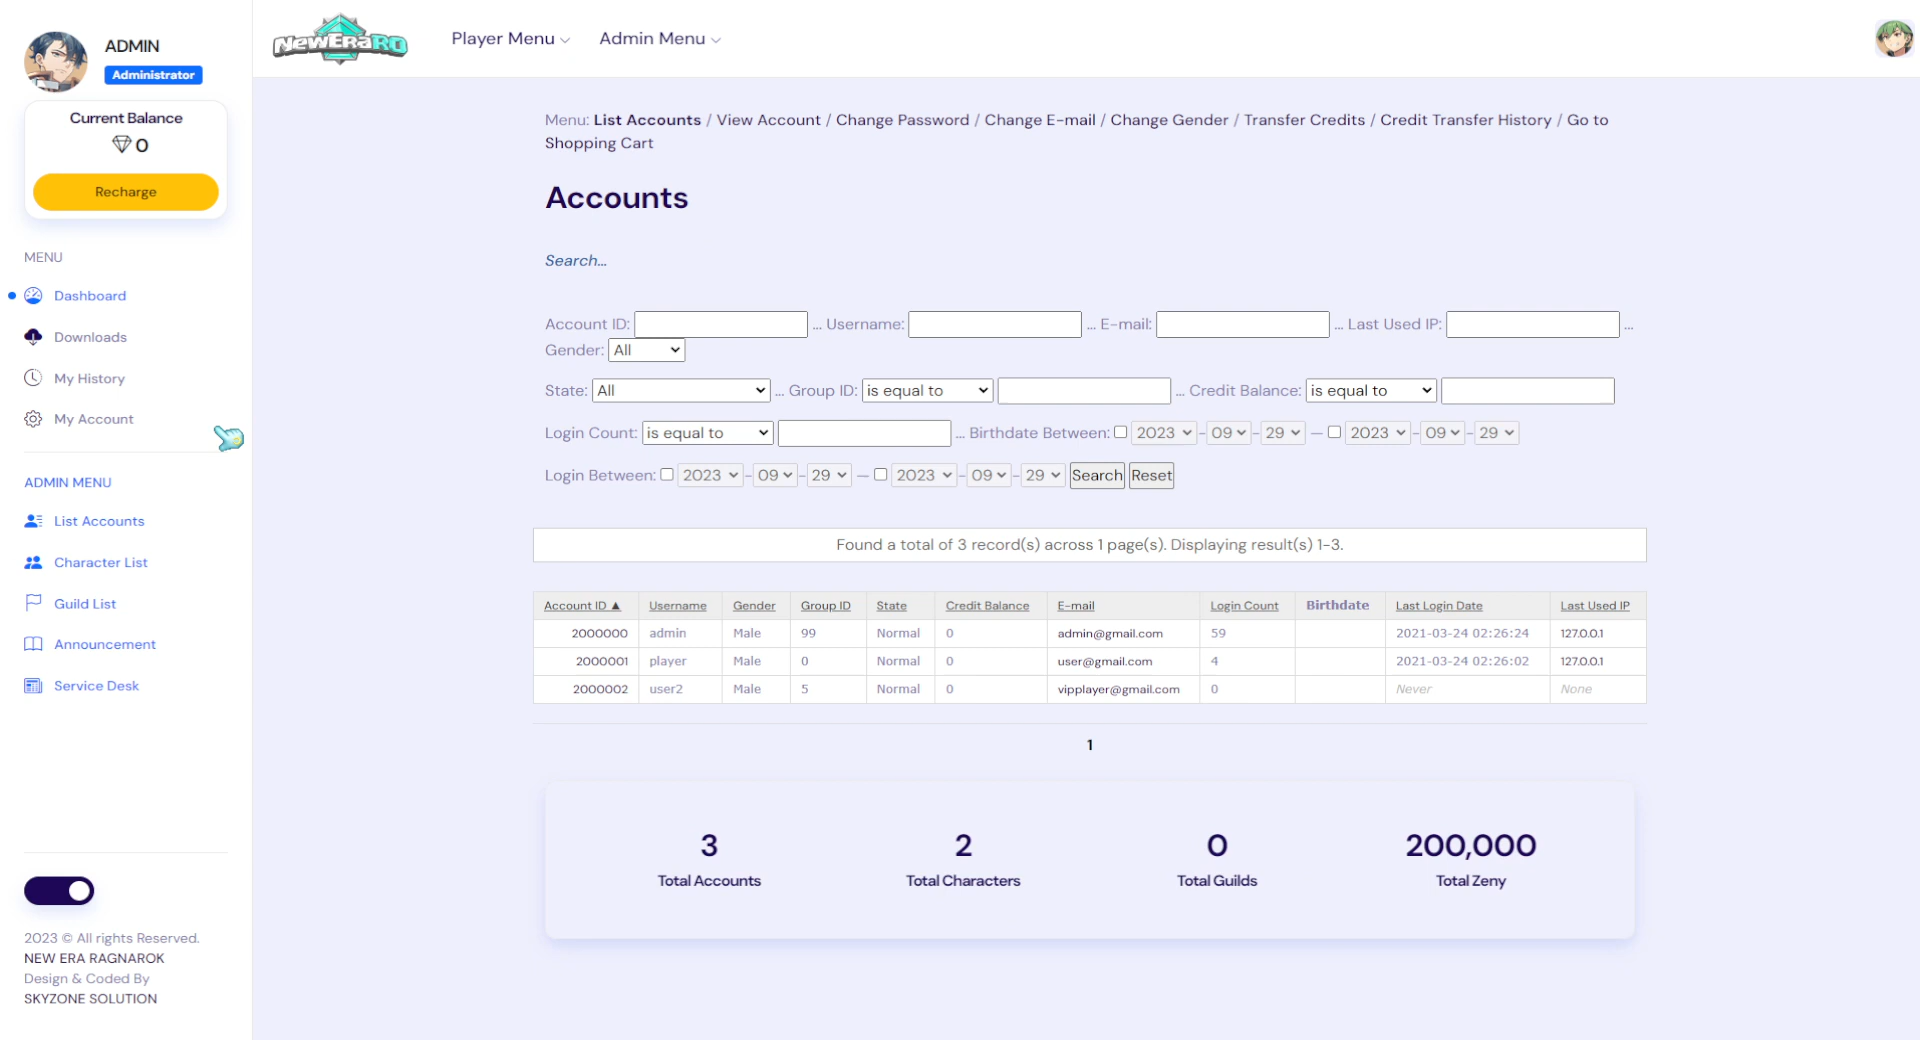 ADMIN
Administrator
Current Balance
0
Recharge
MENU
Dashboard
Downloads
My History
My Account
ADMIN MENU
List Accounts
Character List
Guild List
Announcement
Service Desk
2023 © All rights Reserved.
NEW ERA RAGNAROK
Design & Coded By
SKYZONE SOLUTION
NewEraRO
Player Menu
Admin Menu
Menu: List Accounts / View Account / Change Password / Change E-mail / Change Gender / Transfer Credits / Credit Transfer History / Go to
Shopping Cart
Accounts
Search...
Account ID: ... Username: ... E-mail: ... Last Used IP: ...
Gender: All
State: All ... Group ID: is equal to ... Credit Balance: is equal to
Login Count: is equal to ... Birthdate Between: 2023 - 09 - 29 — 2023 - 09 - 29
Login Between: 2023 - 09 - 29 — 2023 - 09 - 29 Search Reset
Found a total of 3 record(s) across 1 page(s). Displaying result(s) 1-3.
Account ID ▲ Username Gender Group ID State Credit Balance E-mail Login Count Birthdate Last Login Date Last Used IP
2000000 admin Male 99 Normal 0 admin@gmail.com 59 2021-03-24 02:26:24 127.0.0.1
2000001 player Male 0 Normal 0 user@gmail.com 4 2021-03-24 02:26:02 127.0.0.1
2000002 user2 Male 5 Normal 0 vipplayer@gmail.com 0 Never None
1
3 2 0 200,000
Total Accounts Total Characters Total Guilds Total Zeny